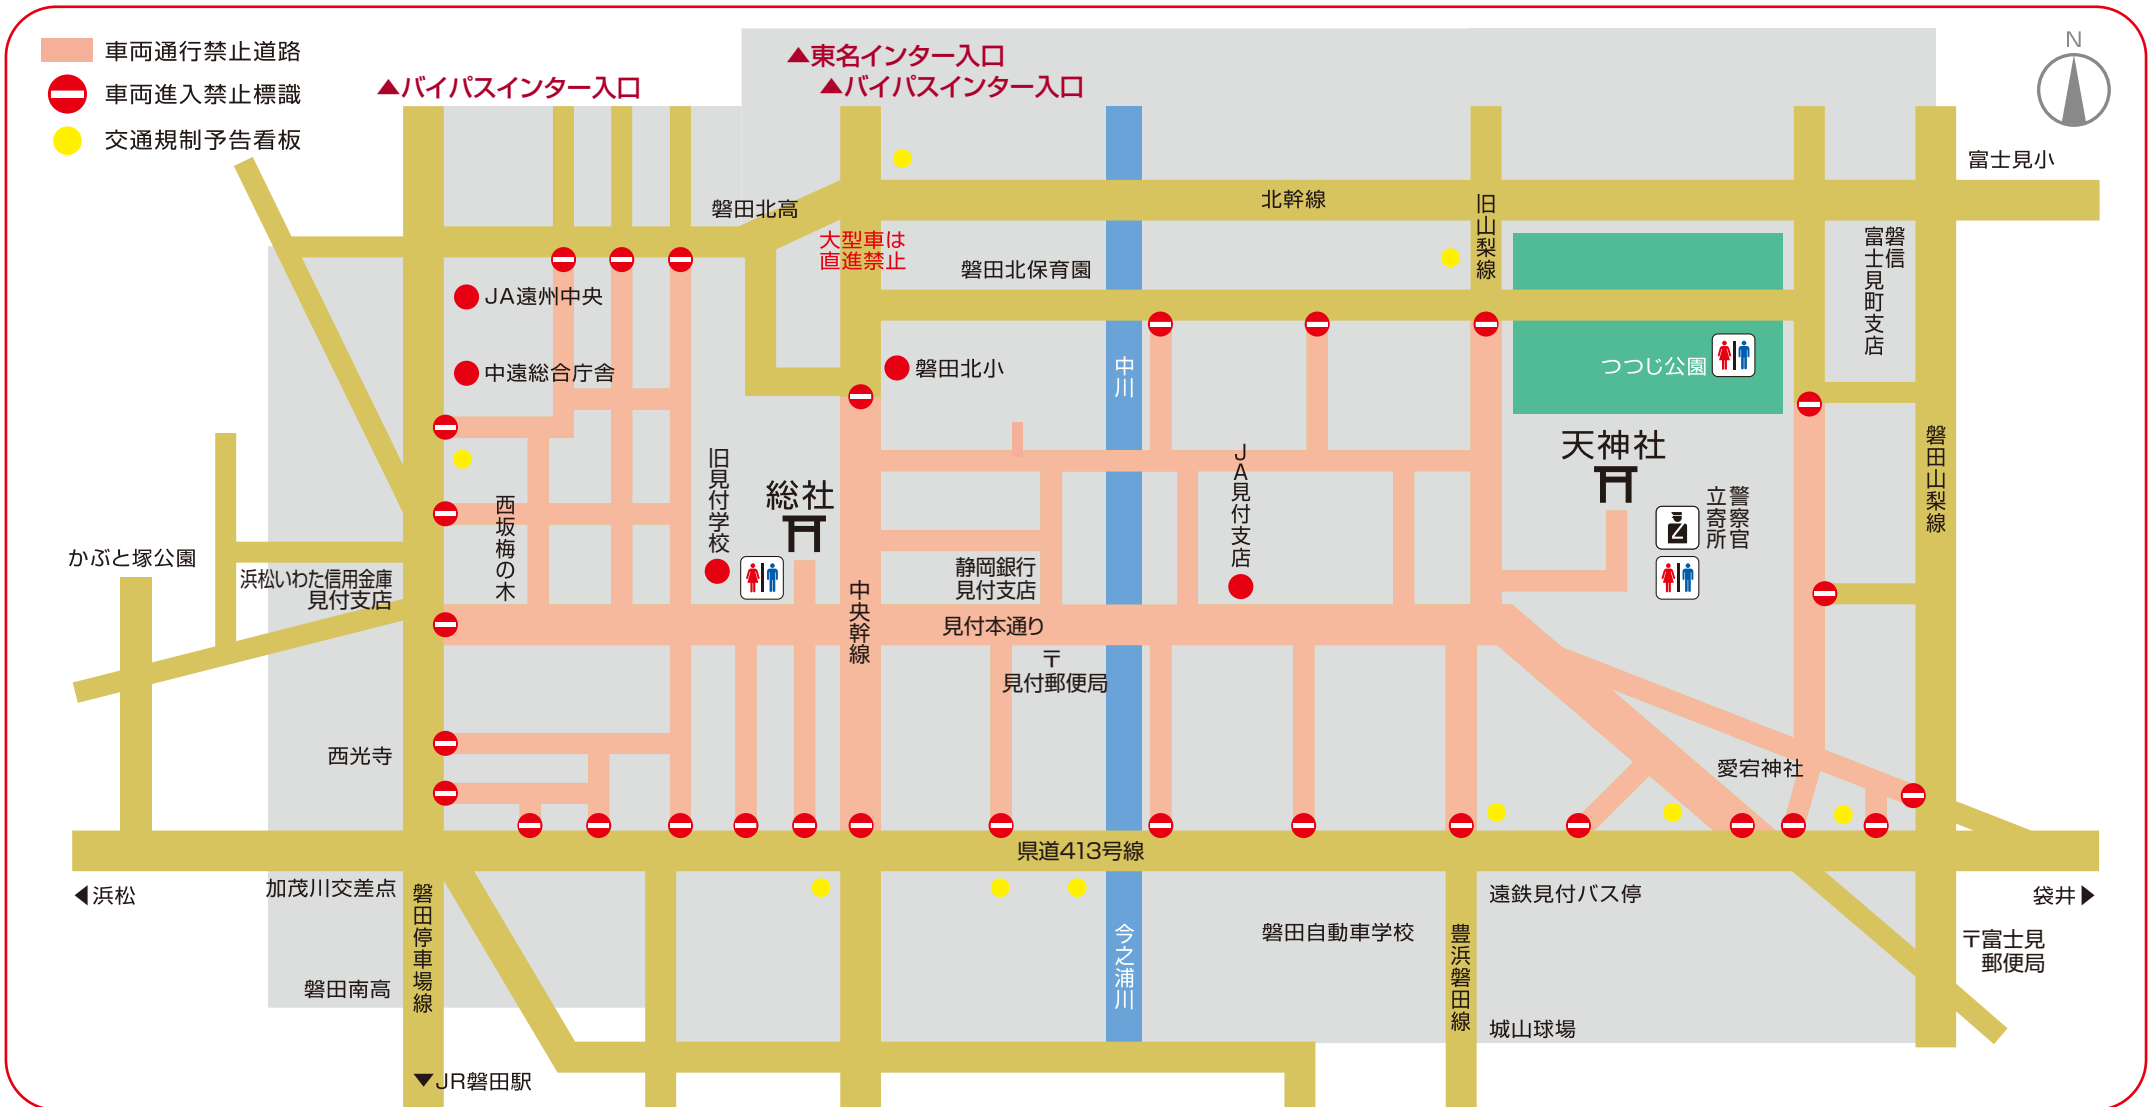 車両通行禁止道路
車両進入禁止標識
交通規制予告看板
▲バイパスインター入口
▲東名インター入口
▲バイパスインター入口
N
富士見小
磐田北高
北幹線
旧山梨線
大型車は
直進禁止
磐田北保育園
磐信
富士見町支店
JA遠州中央
中遠総合庁舎
磐田北小
中川
つつじ公園
天神社
磐田山梨線
旧見付学校
総社
JA見付支店
警察官
立寄所
西坂梅の木
かぶと塚公園
浜松いわた信用金庫
見付支店
静岡銀行
見付支店
中央幹線
見付本通り
〒
見付郵便局
西光寺
愛宕神社
県道413号線
◀浜松
加茂川交差点
磐田停車場線
遠鉄見付バス停
袋井▶
磐田自動車学校
今之浦川
豊浜磐田線
〒富士見
郵便局
磐田南高
城山球場
▼JR磐田駅